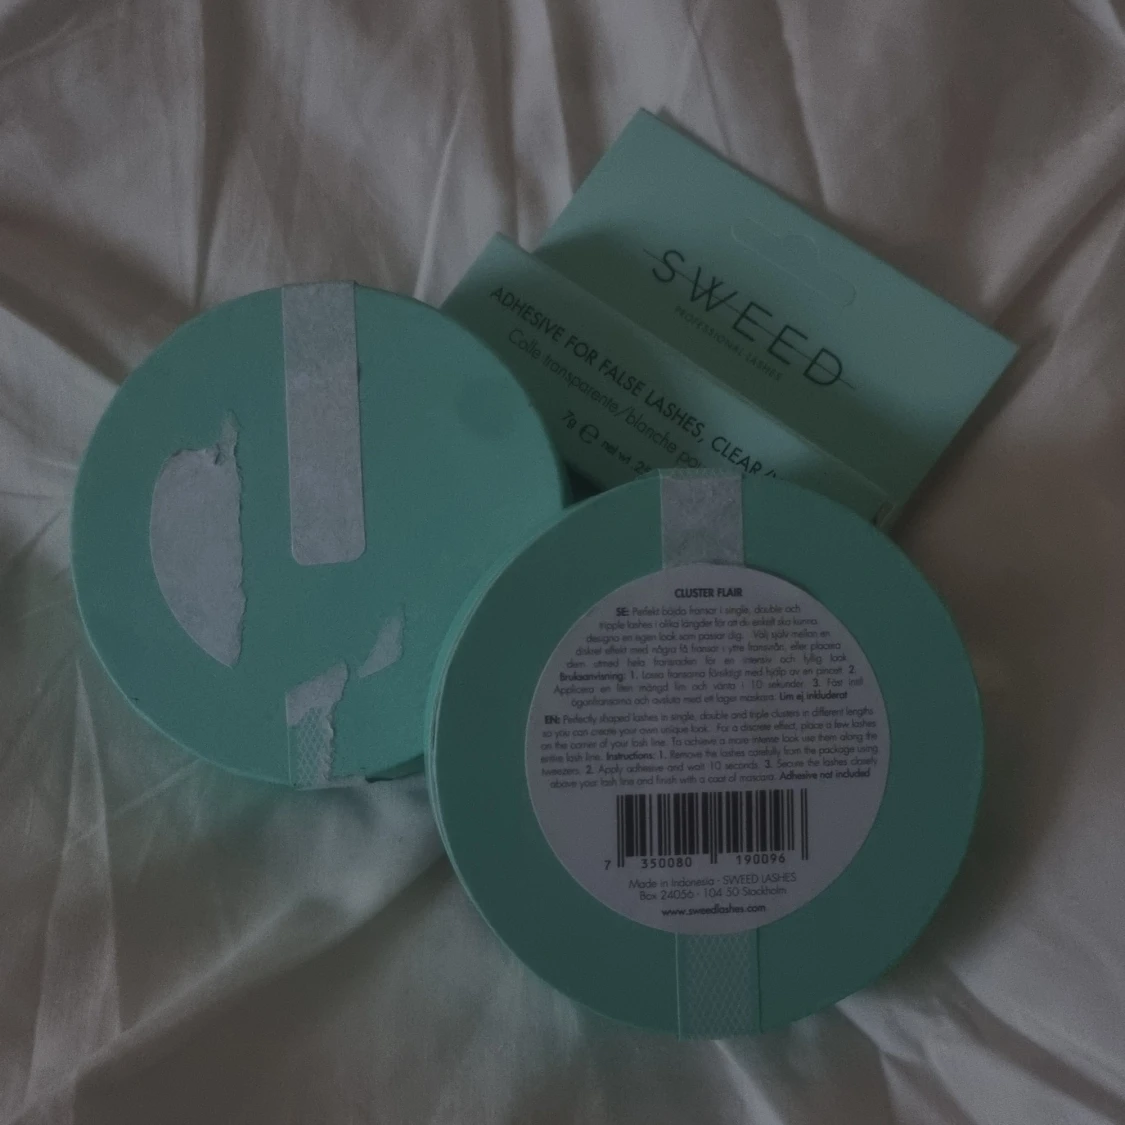 SWEED
PROFESSIONAL LASHES
ADHESIVE FOR FALSE LASHES, CLEAR/
Colle transparente/blanche
7g ℮ net wt.
CLUSTER FLAIR
SE: Perfekt böjda fransar i single, double och
tripple lashes i olika längder för att du enkelt ska kunna
designa en egen look som passar dig. Välj själv mellan en
diskret effekt med några få fransar i yttre fransvrån, eller placera
dem utmed hela fransraden för en intensiv och fyllig look.
Bruksanvisning: 1. Lossa fransarna försiktigt med hjälp av en pincett. 2.
Applicera en liten mängd lim och vänta i 10 sekunder. 3. Fäst intill
ögonfransarna och avsluta med ett lager maskara. Lim ej inkluderat
EN: Perfectly shaped lashes in single, double and triple clusters in different lengths
so you can create your own unique look. For a discrete effect, place a few lashes
on the corner of your lash line. To achieve a more intense look use them along the
entire lash line. Instructions: 1. Remove the lashes carefully from the package using
tweezers. 2. Apply adhesive and wait 10 seconds. 3. Secure the lashes closely
above your lash line and finish with a coat of mascara. Adhesive not included
7 350080 190096
Made in Indonesia - SWEED LASHES
Box 24056 - 104 50 Stockholm
www.sweedlashes.com